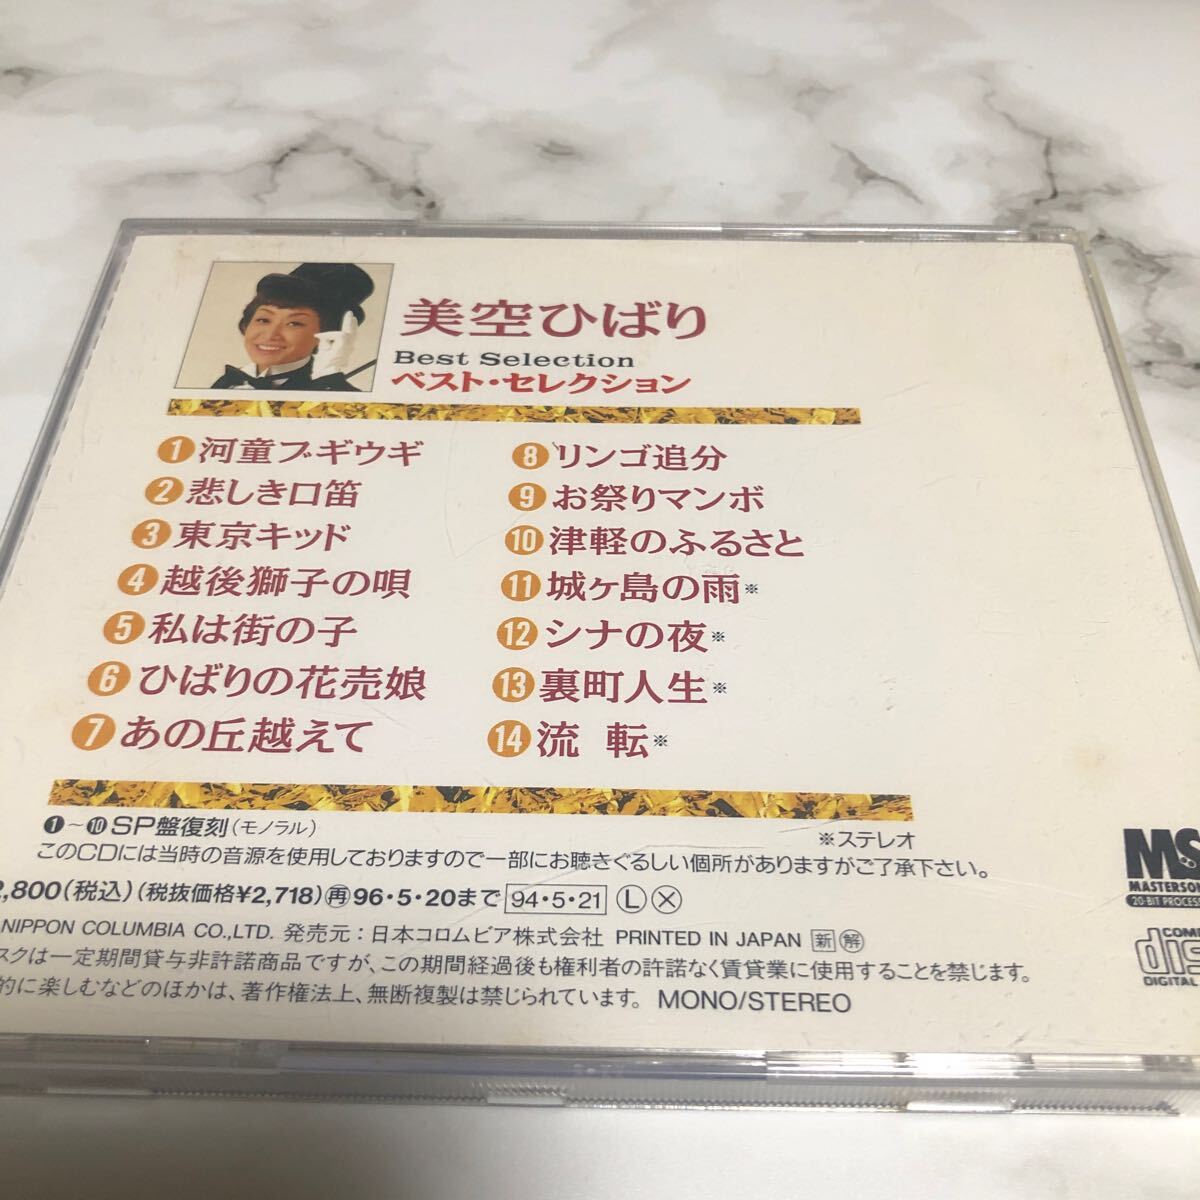 美空ひばり
Best Selection
ベスト・セレクション
1 河童ブギウギ
2 悲しき口笛
3 東京キッド
4 越後獅子の唄
5 私は街の子
6 ひばりの花売娘
7 あの丘越えて
8 リンゴ追分
9 お祭りマンボ
10 津軽のふるさと
11 城ヶ島の雨※
12 シナの夜※
13 裏町人生※
14 流 転※
❶～❿SP盤復刻(モノラル)
※ステレオ
このCDには当時の音源を使用しておりますので一部にお聴きぐるしい個所がありますがご了承下さい。
2,800(税込)(税抜価格¥2,718)㊥96・5・20まで 94・5・21 Ⓛ Ⓧ
NIPPON COLUMBIA CO.,LTD. 発売元:日本コロムビア株式会社 PRINTED IN JAPAN 新 解
スクは一定期間貸与非許諾商品ですが、この期間経過後も権利者の許諾なく賃貸業に使用することを禁じます。
的に楽しむなどのほかは、著作権法上、無断複製は禁じられています。 MONO/STEREO
MS
MASTERSON
20-BIT PROCES
COMP
dis
DIGITAL